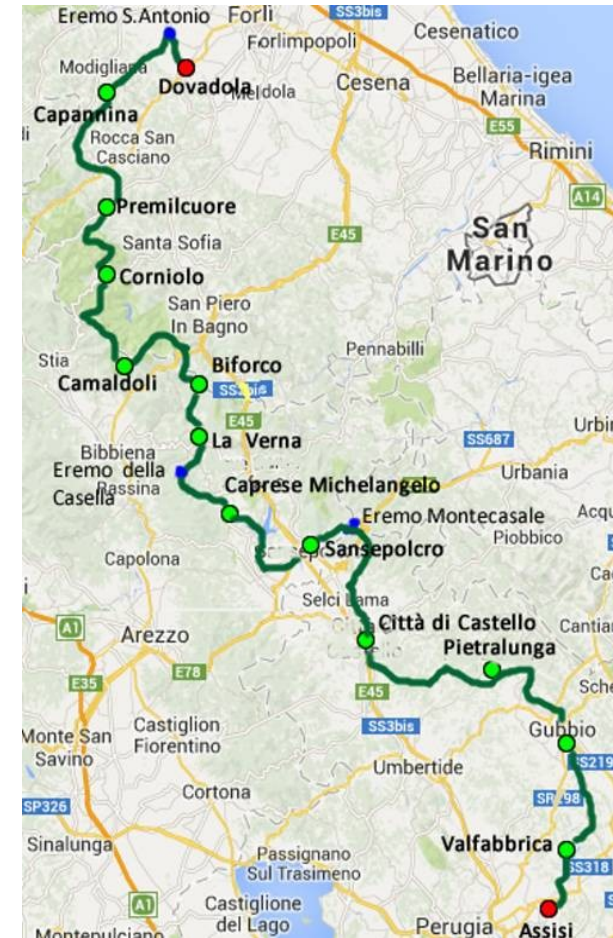 Eremo S.Antonio
Forlì
SS3bis
Cesenatico
Forlimpopoli
Modigliana
Dovadola
Meldola
Cesena
Bellaria-igea
Marina
Capannina
E55
Rocca San
Casciano
Rimini
A14
Premilcuore
San
Marino
E45
Santa Sofia
Corniolo
San Piero
In Bagno
Stia
Pennabilli
Camaldoli
Biforco
SS3bis
E45
La Verna
SS687
Bibbiena
Rassina
Eremo della
Casella
Urbania
Caprese Michelangelo
Eremo Montecasale
Piobbico
Sansepolcro
Capolona
Selci Lama
Città di Castello
A1
Arezzo
Pietralunga
E78
E35
E45
SS3bis
Gubbio
Monte San
Savino
Castiglion
Fiorentino
Umbertide
SS219
SP326
Cortona
SR298
Sinalunga
Valfabbrica
Passignano
Sul Trasimeno
SS318
A1
Castiglione
del Lago
Montepulciano
Perugia
Assisi